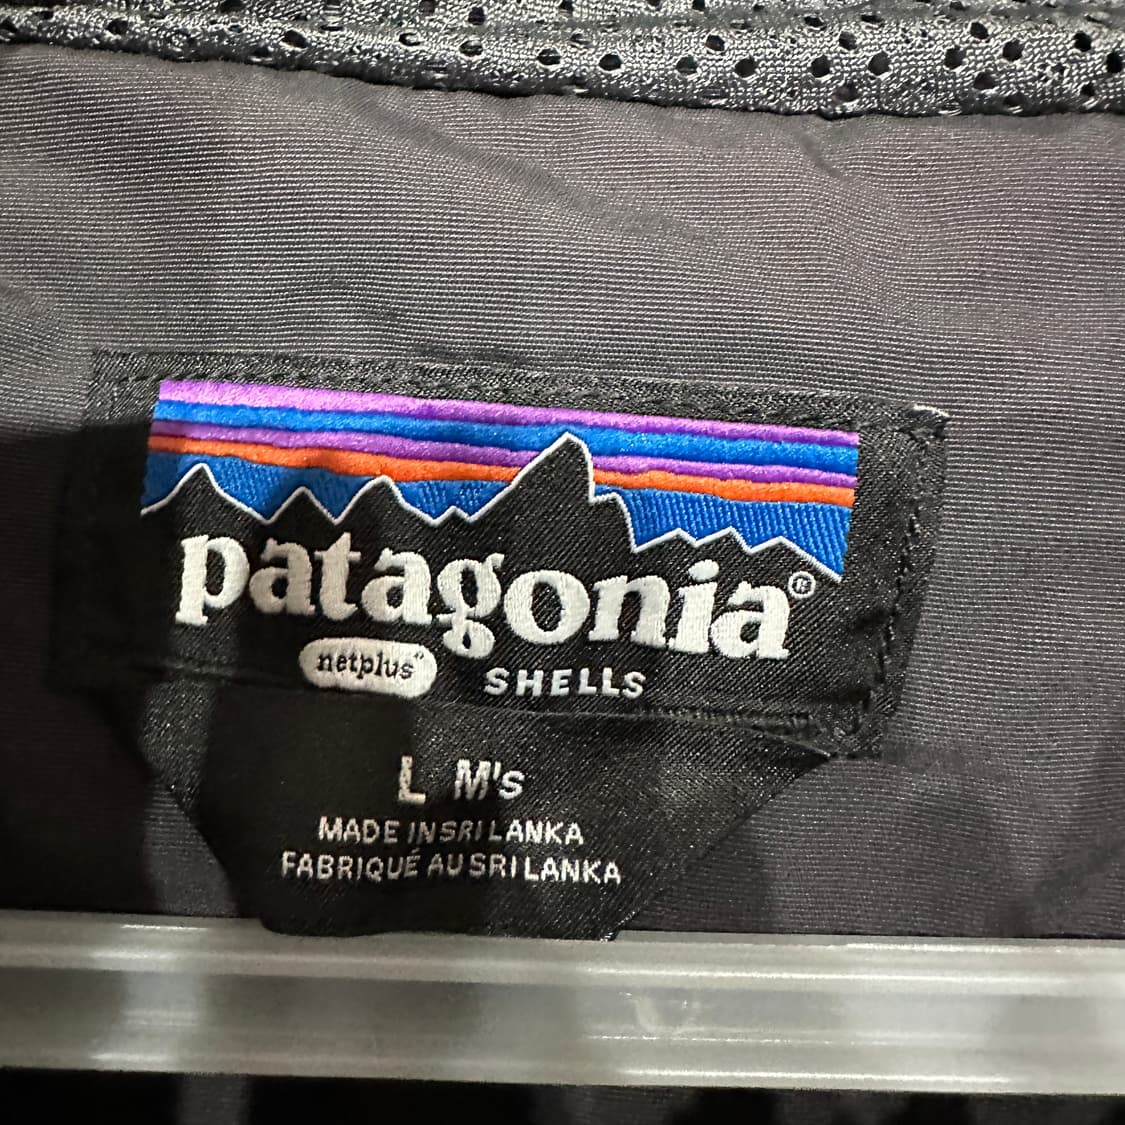 patagonia®
netplus® SHELLS
L M's
MADE IN SRI LANKA
FABRIQUÉ AU SRI LANKA